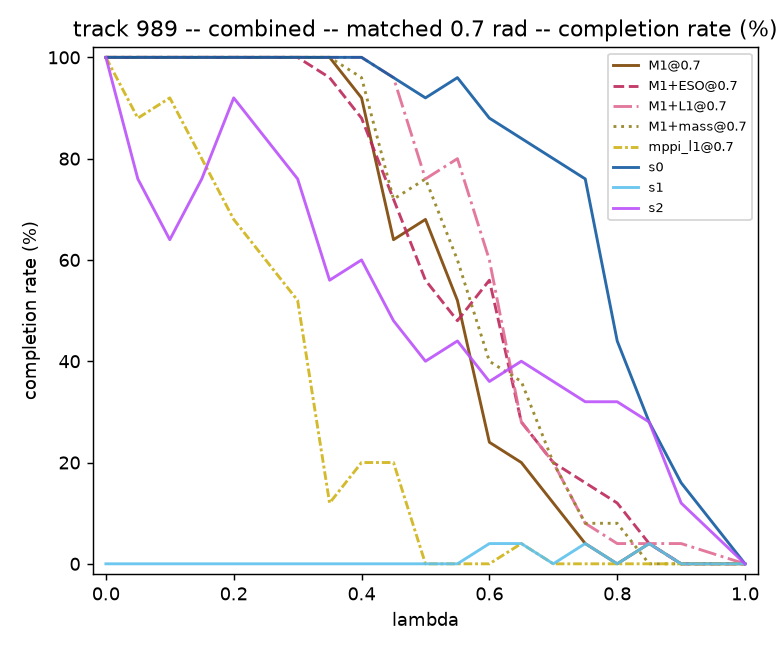 track 989 -- combined -- matched 0.7 rad -- completion rate (%)
completion rate (%)
100
80
60
40
20
0
0.0 0.2 0.4 0.6 0.8 1.0
lambda
M1@0.7
M1+ESO@0.7
M1+L1@0.7
M1+mass@0.7
mppi_l1@0.7
s0
s1
s2